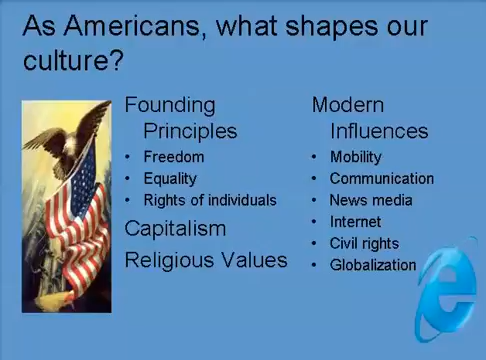 As Americans, what shapes our
culture?
Founding
Principles
• Freedom
• Equality
• Rights of individuals
Capitalism
Religious Values
Modern
Influences
• Mobility
• Communication
• News media
• Internet
• Civil rights
• Globalization